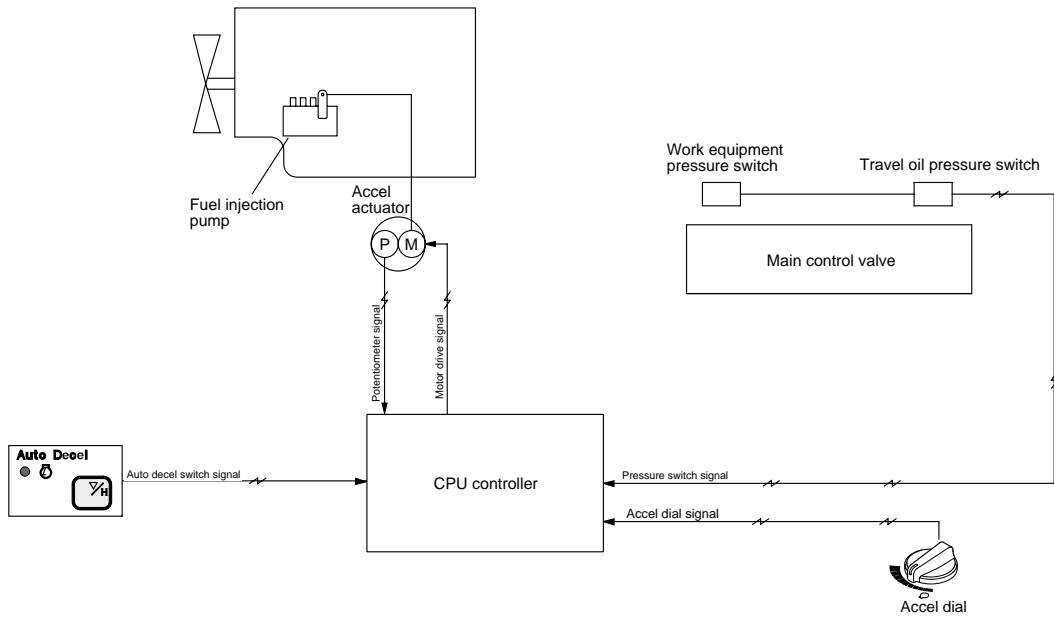 Work equipment
pressure switch
Travel oil pressure switch
Fuel injection
pump
Accel
actuator
P
M
Main control valve
Potentiometer signal
Motor drive signal
Auto Decel
/H
Auto decel switch signal
CPU controller
Pressure switch signal
Accel dial signal
Accel dial